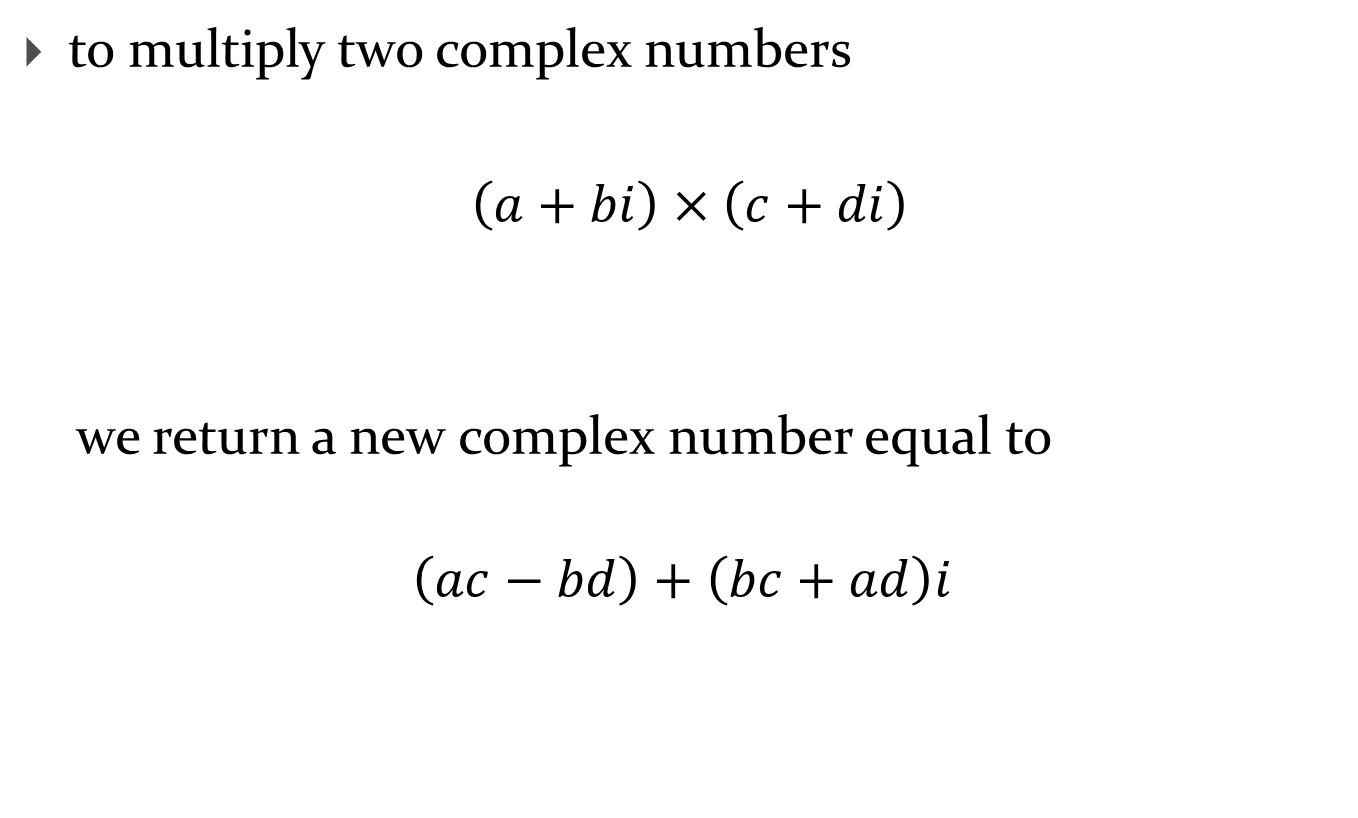 to multiply two complex numbers
(a + bi) × (c + di)
we return a new complex number equal to
(ac − bd) + (bc + ad)i